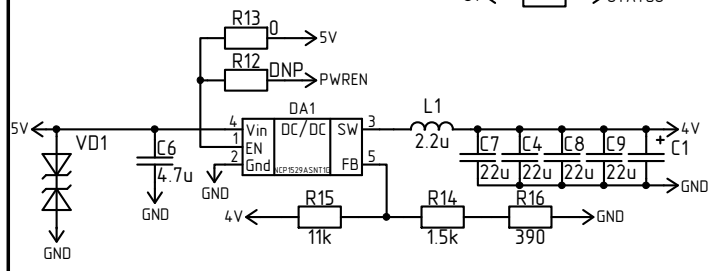 R13
0
5V
R12
DNP
PWREN
DA1
L1
5V
VD1
C6
4.7u
4
1
2
Vin
EN
Gnd
DC/DC
SW
FB
NCP1529ASNT1G
3
5
2.2u
C7
C4
C8
C9
+
C1
4V
22u
22u
22u
22u
GND
GND
GND
GND
4V
R15
11k
R14
1.5k
R16
390
GND